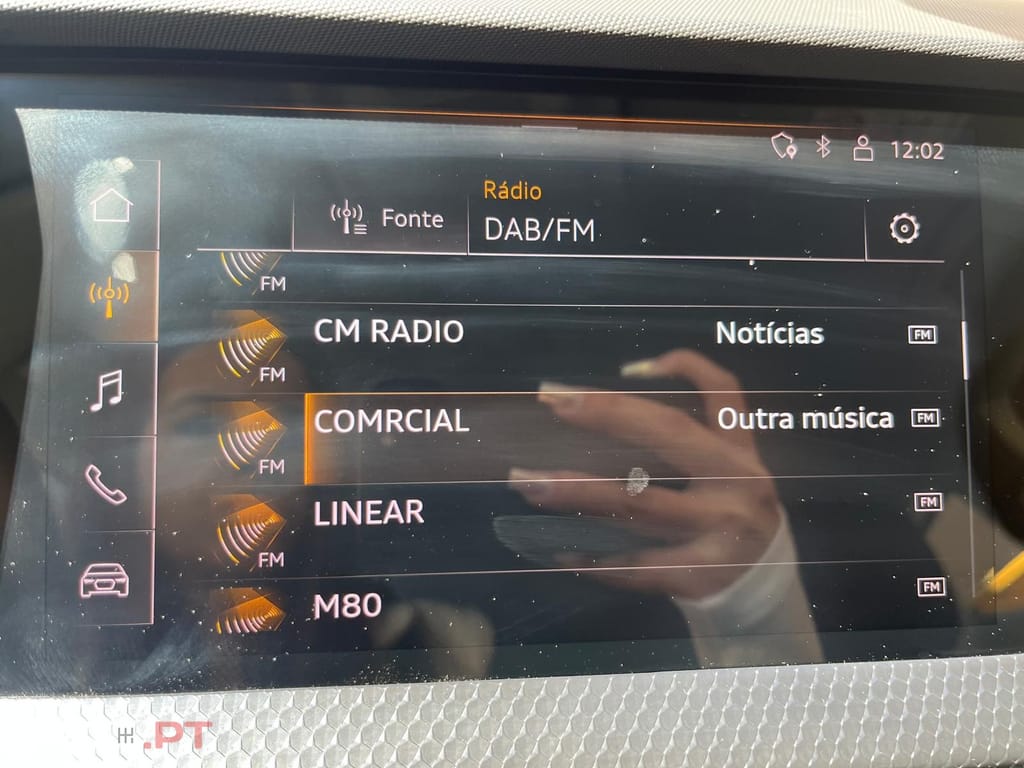 12:02
Rádio
Fonte
DAB/FM
FM
CM RADIO Notícias FM
FM
COMRCIAL Outra música FM
FM
LINEAR FM
FM
M80 FM
.PT